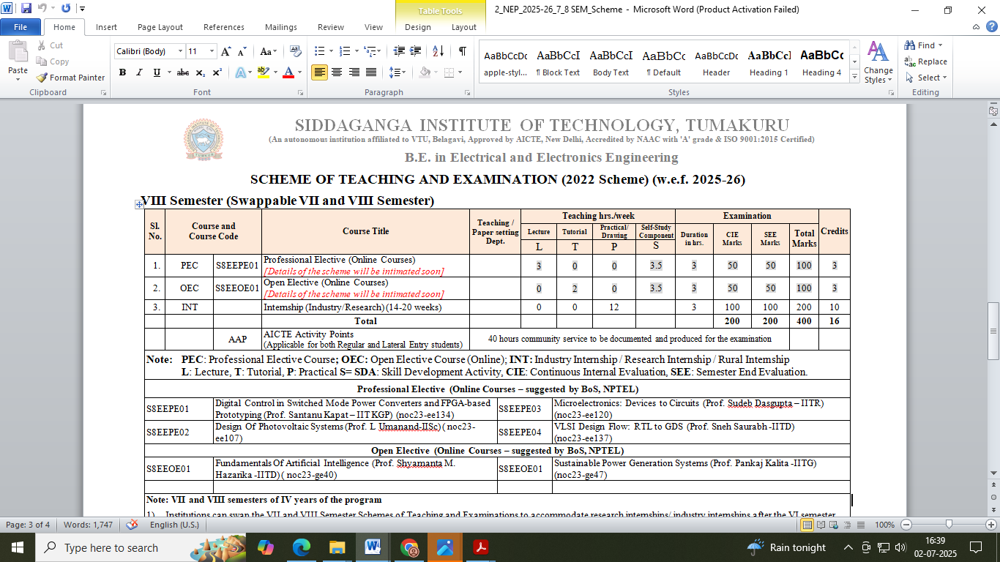 2_NEP_2025-26_7_8 SEM_Scheme - Microsoft Word (Product Activation Failed)
Table Tools
File Home Insert Page Layout References Mailings Review View Design Layout
Paste
Cut
Copy
Format Painter
Clipboard
Calibri (Body) 11
Font
Paragraph
AaBbCcDc AaBbCcI AaBbCcI AaBbCc AaBbCcDc AaBbCcI AaBbCc
apple-styl... ¶ Block Text Body Text ¶ Default Header Heading 1 Heading 4
Change Styles
Styles
Find
Replace
Select
Editing
SIDDAGANGA INSTITUTE OF TECHNOLOGY, TUMAKURU
(An autonomous institution affiliated to VTU, Belagavi, Approved by AICTE, New Delhi, Accredited by NAAC with 'A' grade & ISO 9001:2015 Certified)
B.E. in Electrical and Electronics Engineering
SCHEME OF TEACHING AND EXAMINATION (2022 Scheme) (w.e.f. 2025-26)
VIII Semester (Swappable VII and VIII Semester)
Sl. No. Course and Course Code Course Title Teaching / Paper setting Dept. Teaching hrs./week Examination Credits
Lecture Tutorial Practical/ Drawing Self-Study Component Duration in hrs. CIE Marks SEE Marks Total Marks
L T P S
1. PEC S8EEPE01 Professional Elective (Online Courses) 3 0 0 3.5 3 50 50 100 3
[Details of the scheme will be intimated soon]
2. OEC S8EEOE01 Open Elective (Online Courses) 0 2 0 3.5 3 50 50 100 3
[Details of the scheme will be intimated soon]
3. INT Internship (Industry/Research) (14-20 weeks) 0 0 12 3 100 100 200 10
Total 200 200 400 16
AAP AICTE Activity Points 40 hours community service to be documented and produced for the examination
(Applicable for both Regular and Lateral Entry students)
Note: PEC: Professional Elective Course; OEC: Open Elective Course (Online); INT: Industry Internship / Research Internship / Rural Internship
L: Lecture, T: Tutorial, P: Practical S= SDA: Skill Development Activity, CIE: Continuous Internal Evaluation, SEE: Semester End Evaluation.
Professional Elective (Online Courses – suggested by BoS, NPTEL)
S8EEPE01 Digital Control in Switched Mode Power Converters and FPGA-based Prototyping (Prof. Santanu Kapat – IIT KGP) (noc23-ee134) S8EEPE03 Microelectronics: Devices to Circuits (Prof. Sudeb Dasgupta – IITR) (noc23-ee120)
S8EEPE02 Design Of Photovoltaic Systems (Prof. L Umanand-IISc) ( noc23-ee107) S8EEPE04 VLSI Design Flow: RTL to GDS (Prof. Sneh Saurabh -IITD) (noc23-ee137)
Open Elective (Online Courses – suggested by BoS, NPTEL)
S8EEOE01 Fundamentals Of Artificial Intelligence (Prof. Shyamanta M. Hazarika -IITD) ( noc23-ge40) S8EEOE01 Sustainable Power Generation Systems (Prof. Pankaj Kalita -IITG) (noc23-ge47)
Note: VII and VIII semesters of IV years of the program
1) Institutions can swap the VII and VIII Semester Schemes of Teaching and Examinations to accommodate research internships/ industry internships after the VI semester
Page: 3 of 4 Words: 1,747 English (U.S.) 100%
Type here to search Rain tonight 16:39
02-07-2025